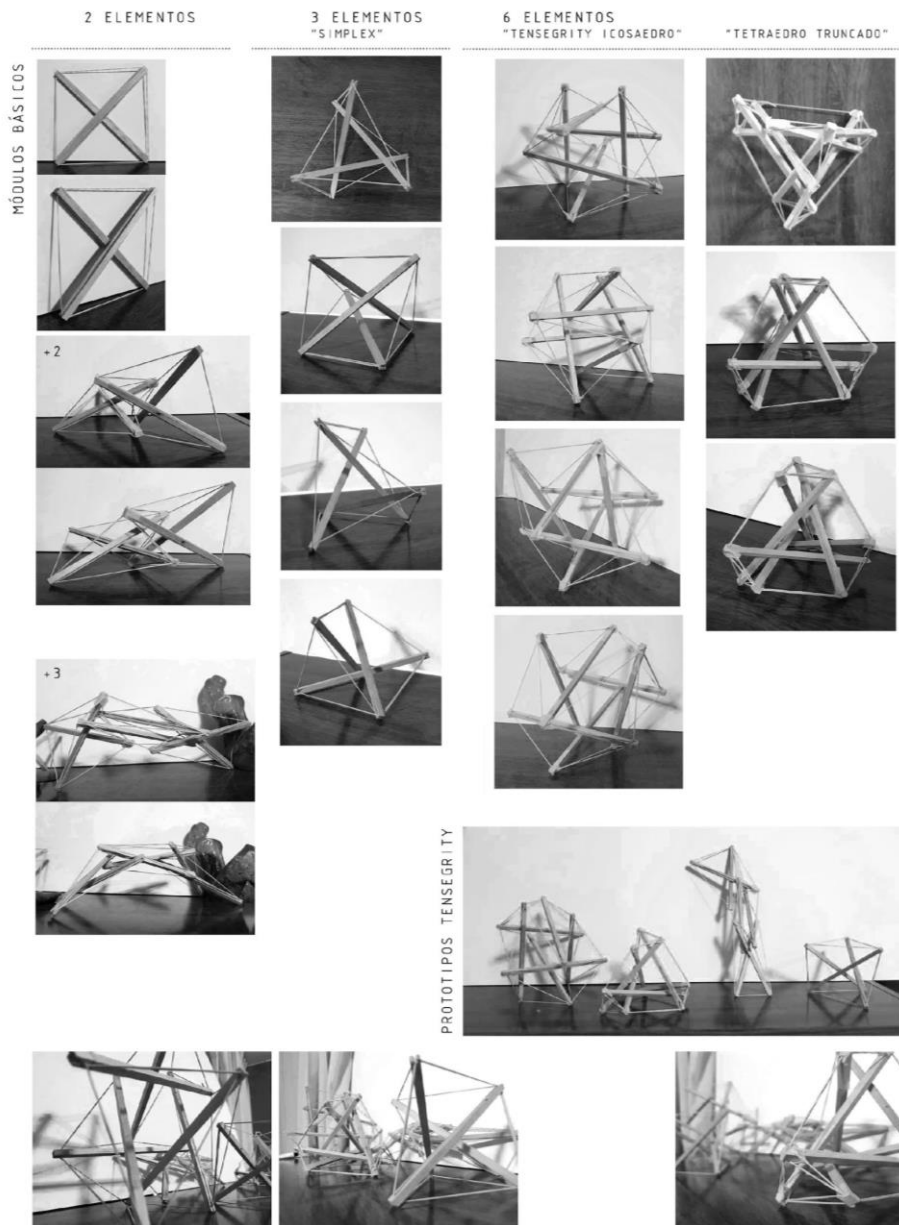 2 ELEMENTOS
3 ELEMENTOS
"SIMPLEX"
6 ELEMENTOS
"TENSEGRITY ICOSAEDRO"
"TETRAEDRO TRUNCADO"
MÓDULOS BÁSICOS
+2
+3
PROTOTIPOS TENSEGRITY